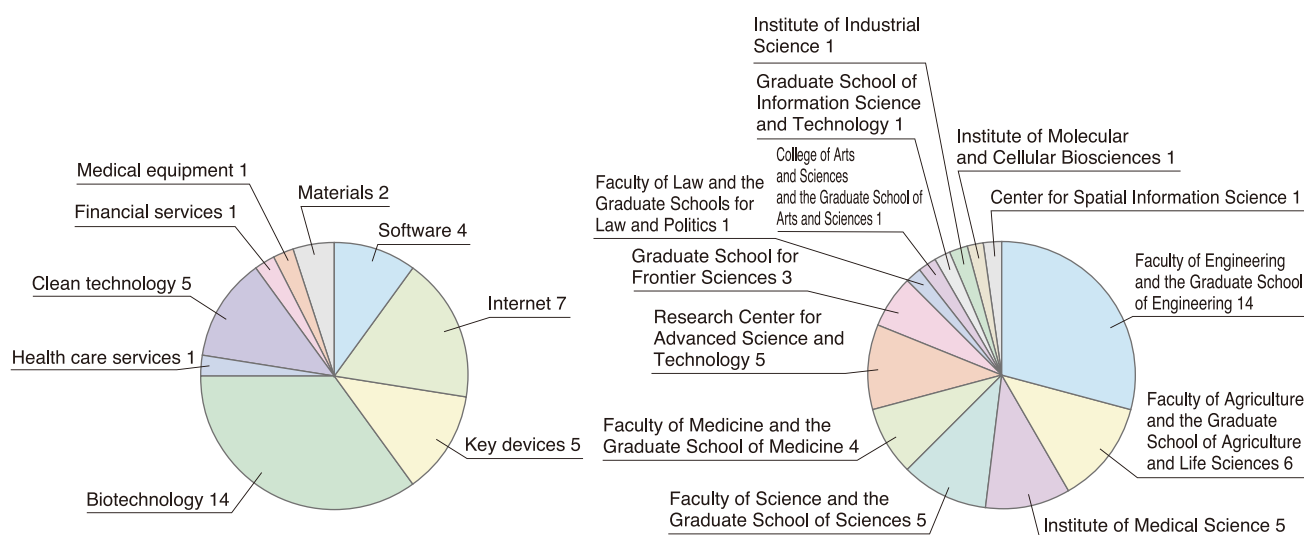 Medical equipment 1
Financial services 1
Materials 2
Software 4
Clean technology 5
Internet 7
Health care services 1
Key devices 5
Biotechnology 14
Institute of Industrial
Science 1
Graduate School of
Information Science
and Technology 1
College of Arts
and Sciences
and the Graduate School of
Arts and Sciences 1
Institute of Molecular
and Cellular Biosciences 1
Center for Spatial Information Science 1
Faculty of Law and the
Graduate Schools for
Law and Politics 1
Graduate School for
Frontier Sciences 3
Research Center for
Advanced Science and
Technology 5
Faculty of Medicine and the
Graduate School of Medicine 4
Faculty of Science and the
Graduate School of Sciences 5
Institute of Medical Science 5
Faculty of Agriculture
and the Graduate
School of Agriculture
and Life Sciences 6
Faculty of Engineering
and the Graduate School
of Engineering 14